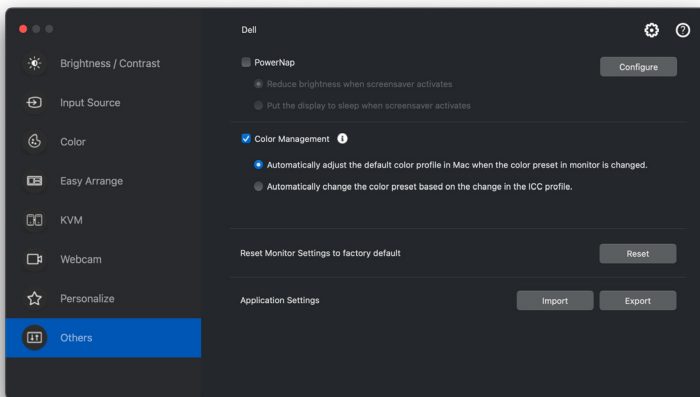 Dell
Brightness / Contrast
Input Source
Color
Easy Arrange
KVM
Webcam
Personalize
Others
PowerNap
Configure
Reduce brightness when screensaver activates
Put the display to sleep when screensaver activates
Color Management
Automatically adjust the default color profile in Mac when the color preset in monitor is changed.
Automatically change the color preset based on the change in the ICC profile.
Reset Monitor Settings to factory default
Reset
Application Settings
Import
Export